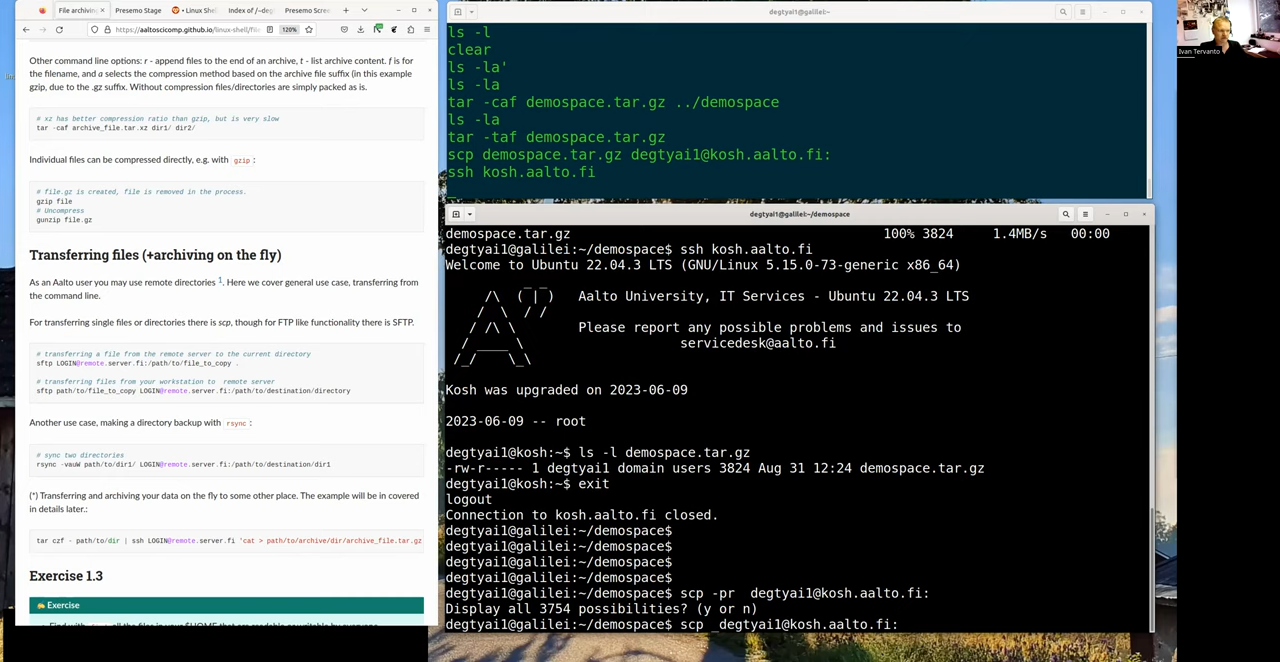 File archiving
Presemo Stage
• Linux Shell
Index of /~deg
Presemo Scree
https://aaltoscicomp.github.io/linux-shell/file
120%
Other command line options: r - append files to the end of an archive, t - list archive content. f is for
the filename, and a selects the compression method based on the archive file suffix (in this example
gzip, due to the .gz suffix. Without compression files/directories are simply packed as is.
# xz has better compression ratio than gzip, but is very slow
tar -caf archive_file.tar.xz dir1/ dir2/
Individual files can be compressed directly, e.g. with gzip :
# file.gz is created, file is removed in the process.
gzip file
# Uncompress
gunzip file.gz
Transferring files (+archiving on the fly)
As an Aalto user you may use remote directories 1. Here we cover general use case, transferring from
the command line.
For transferring single files or directories there is scp, though for FTP like functionality there is SFTP.
# transferring a file from the remote server to the current directory
sftp LOGIN@remote.server.fi:/path/to/file_to_copy .
# transferring files from your workstation to  remote server
sftp path/to/file_to_copy LOGIN@remote.server.fi:/path/to/destination/directory
Another use case, making a directory backup with rsync :
# sync two directories
rsync -vauW path/to/dir1/ LOGIN@remote.server.fi:/path/to/destination/dir1
(*) Transferring and archiving your data on the fly to some other place. The example will be in covered
in details later.:
tar czf - path/to/dir | ssh LOGIN@remote.server.fi 'cat > path/to/archive/dir/archive_file.tar.gz
Exercise 1.3
Exercise
degtyai1@galilei:~
ls -l
clear
ls -la'
ls -la
tar -caf demospace.tar.gz ../demospace
ls -la
tar -taf demospace.tar.gz
scp demospace.tar.gz degtyai1@kosh.aalto.fi:
ssh kosh.aalto.fi
degtyai1@galilei:~/demospace
demospace.tar.gz 100% 3824 1.4MB/s 00:00
degtyai1@galilei:~/demospace$ ssh kosh.aalto.fi
Welcome to Ubuntu 22.04.3 LTS (GNU/Linux 5.15.0-73-generic x86_64)
Aalto University, IT Services - Ubuntu 22.04.3 LTS
Please report any possible problems and issues to
servicedesk@aalto.fi
Kosh was upgraded on 2023-06-09
2023-06-09 -- root
degtyai1@kosh:~$ ls -l demospace.tar.gz
-rw-r----- 1 degtyai1 domain users 3824 Aug 31 12:24 demospace.tar.gz
degtyai1@kosh:~$ exit
logout
Connection to kosh.aalto.fi closed.
degtyai1@galilei:~/demospace$
degtyai1@galilei:~/demospace$
degtyai1@galilei:~/demospace$
degtyai1@galilei:~/demospace$
degtyai1@galilei:~/demospace$ scp -pr  degtyai1@kosh.aalto.fi:
Display all 3754 possibilities? (y or n)
degtyai1@galilei:~/demospace$ scp _degtyai1@kosh.aalto.fi:
Ivan Tervanto